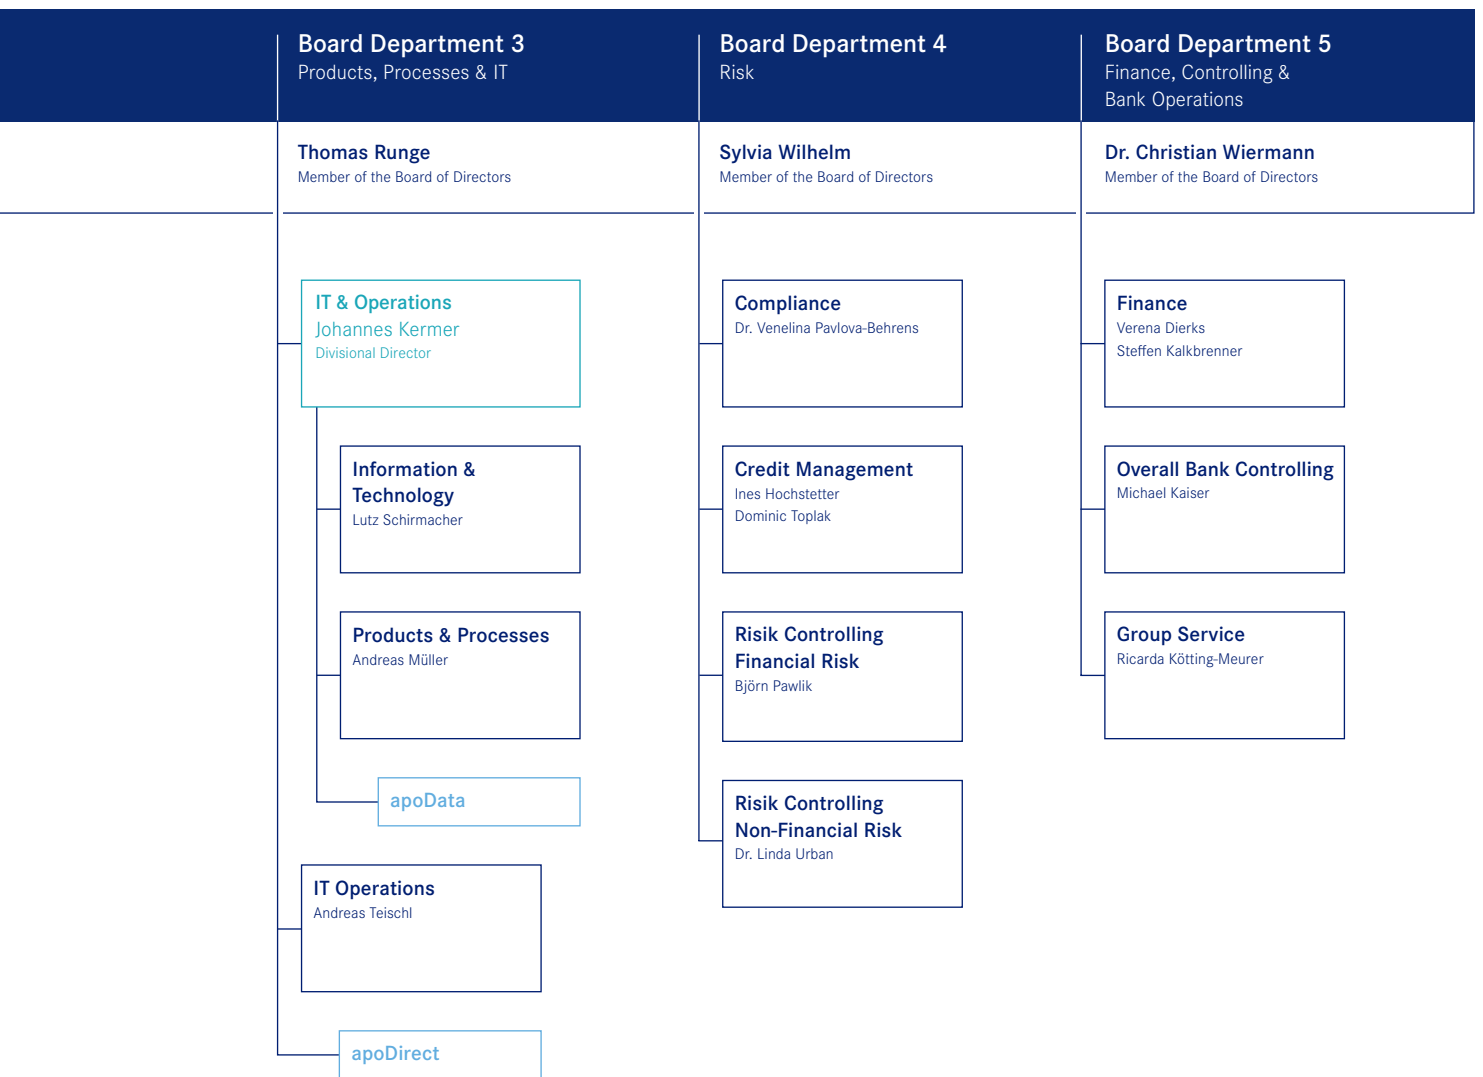 Board Department 3
Products, Processes & IT
Thomas Runge
Member of the Board of Directors
IT & Operations
Johannes Kermer
Divisional Director
Information &
Technology
Lutz Schirmacher
Products & Processes
Andreas Müller
apoData
IT Operations
Andreas Teischl
apoDirect
Board Department 4
Risk
Sylvia Wilhelm
Member of the Board of Directors
Compliance
Dr. Venelina Pavlova-Behrens
Credit Management
Ines Hochstetter
Dominic Toplak
Risik Controlling
Financial Risk
Björn Pawlik
Risik Controlling
Non-Financial Risk
Dr. Linda Urban
Board Department 5
Finance, Controlling &
Bank Operations
Dr. Christian Wiermann
Member of the Board of Directors
Finance
Verena Dierks
Steffen Kalkbrenner
Overall Bank Controlling
Michael Kaiser
Group Service
Ricarda Kötting-Meurer